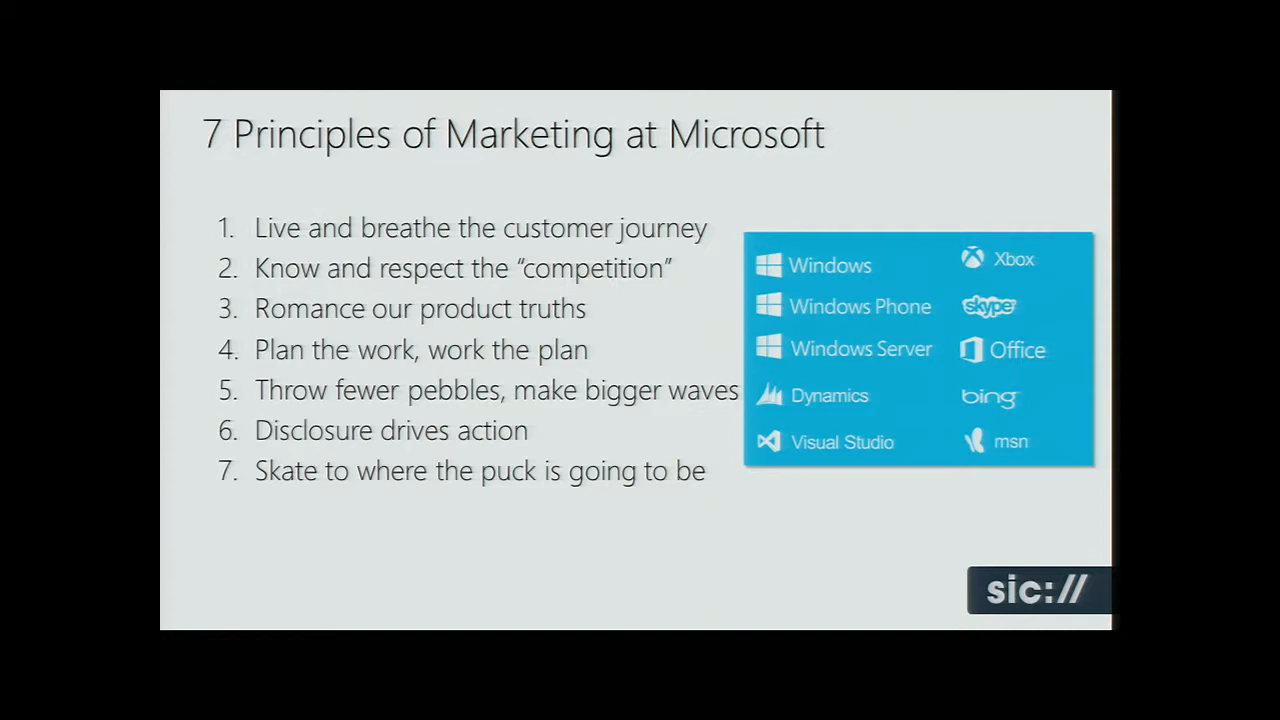 7 Principles of Marketing at Microsoft
1. Live and breathe the customer journey
2. Know and respect the “competition”
3. Romance our product truths
4. Plan the work, work the plan
5. Throw fewer pebbles, make bigger waves
6. Disclosure drives action
7. Skate to where the puck is going to be
Windows
Windows Phone
Windows Server
Dynamics
Visual Studio
Xbox
skype
Office
bing
msn
sic://